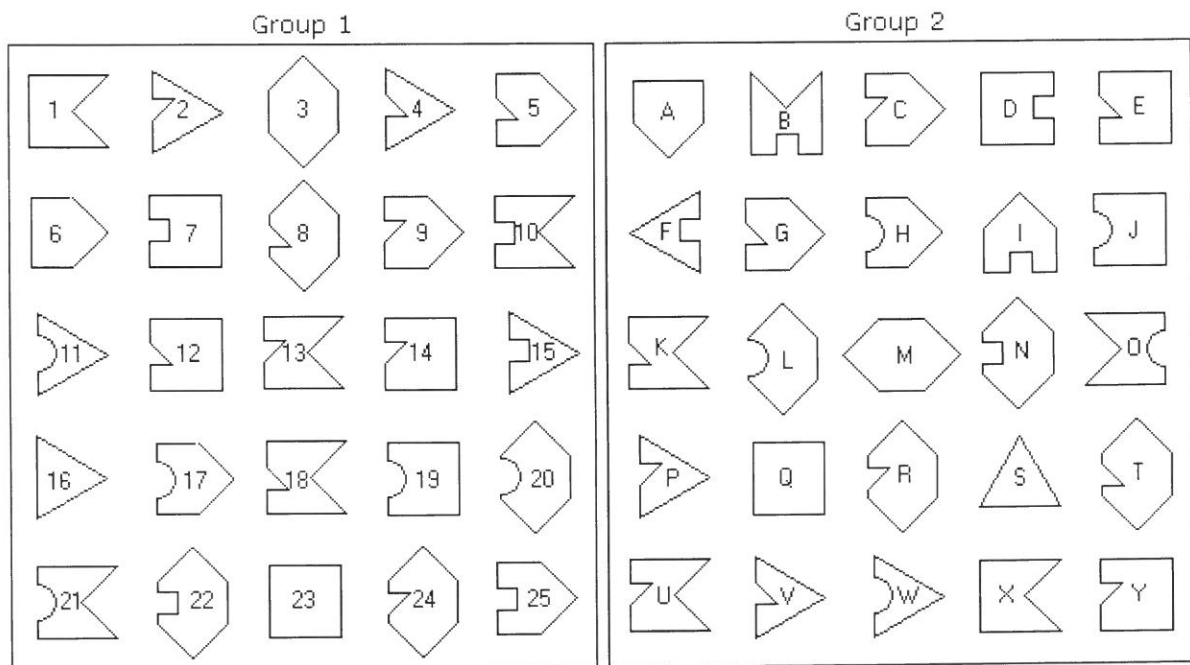 Group 1
Group 2
1 2 3 4 5
A B C D E
6 7 8 9 10
F G H I J
11 12 13 14 15
K L M N O
16 17 18 19 20
P Q R S T
21 22 23 24 25
U V W X Y